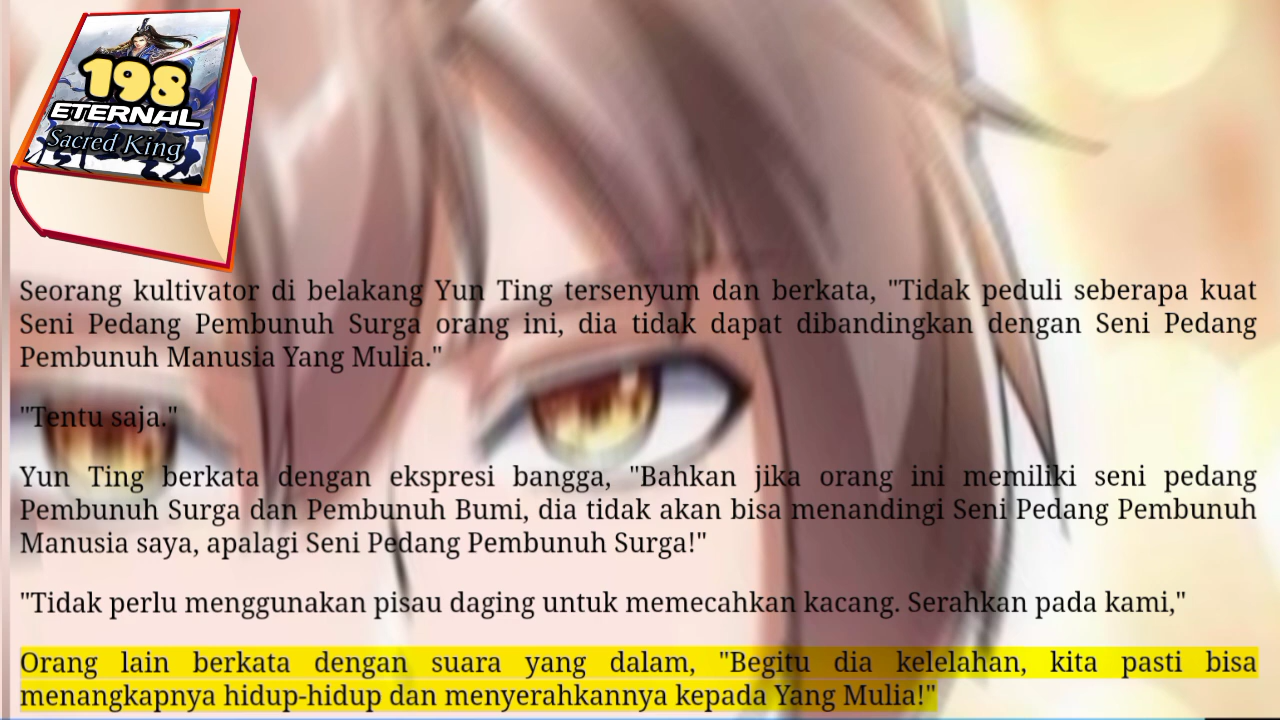 198
ETERNAL
Sacred King
Seorang kultivator di belakang Yun Ting tersenyum dan berkata, "Tidak peduli seberapa kuat
Seni Pedang Pembunuh Surga orang ini, dia tidak dapat dibandingkan dengan Seni Pedang
Pembunuh Manusia Yang Mulia."
"Tentu saja."
Yun Ting berkata dengan ekspresi bangga, "Bahkan jika orang ini memiliki seni pedang
Pembunuh Surga dan Pembunuh Bumi, dia tidak akan bisa menandingi Seni Pedang Pembunuh
Manusia saya, apalagi Seni Pedang Pembunuh Surga!"
"Tidak perlu menggunakan pisau daging untuk memecahkan kacang. Serahkan pada kami,"
Orang lain berkata dengan suara yang dalam, "Begitu dia kelelahan, kita pasti bisa
menangkapnya hidup-hidup dan menyerahkannya kepada Yang Mulia!"